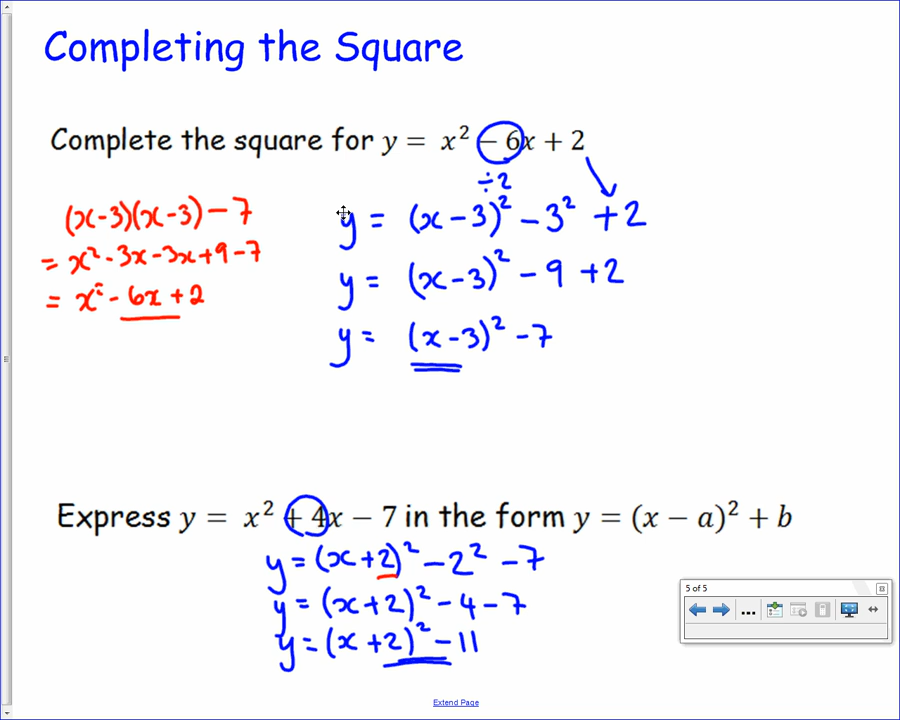 Completing the Square
Complete the square for y = x² − 6x + 2
÷2
(x-3)(x-3) - 7
= x² - 3x - 3x + 9 - 7
= x² - 6x + 2
y = (x-3)² - 3² + 2
y = (x-3)² - 9 + 2
y = (x-3)² - 7
Express y = x² + 4x − 7 in the form y = (x − a)² + b
y = (x+2)² - 2² - 7
y = (x+2)² - 4 - 7
y = (x+2)² - 11
5 of 5
...
Extend Page